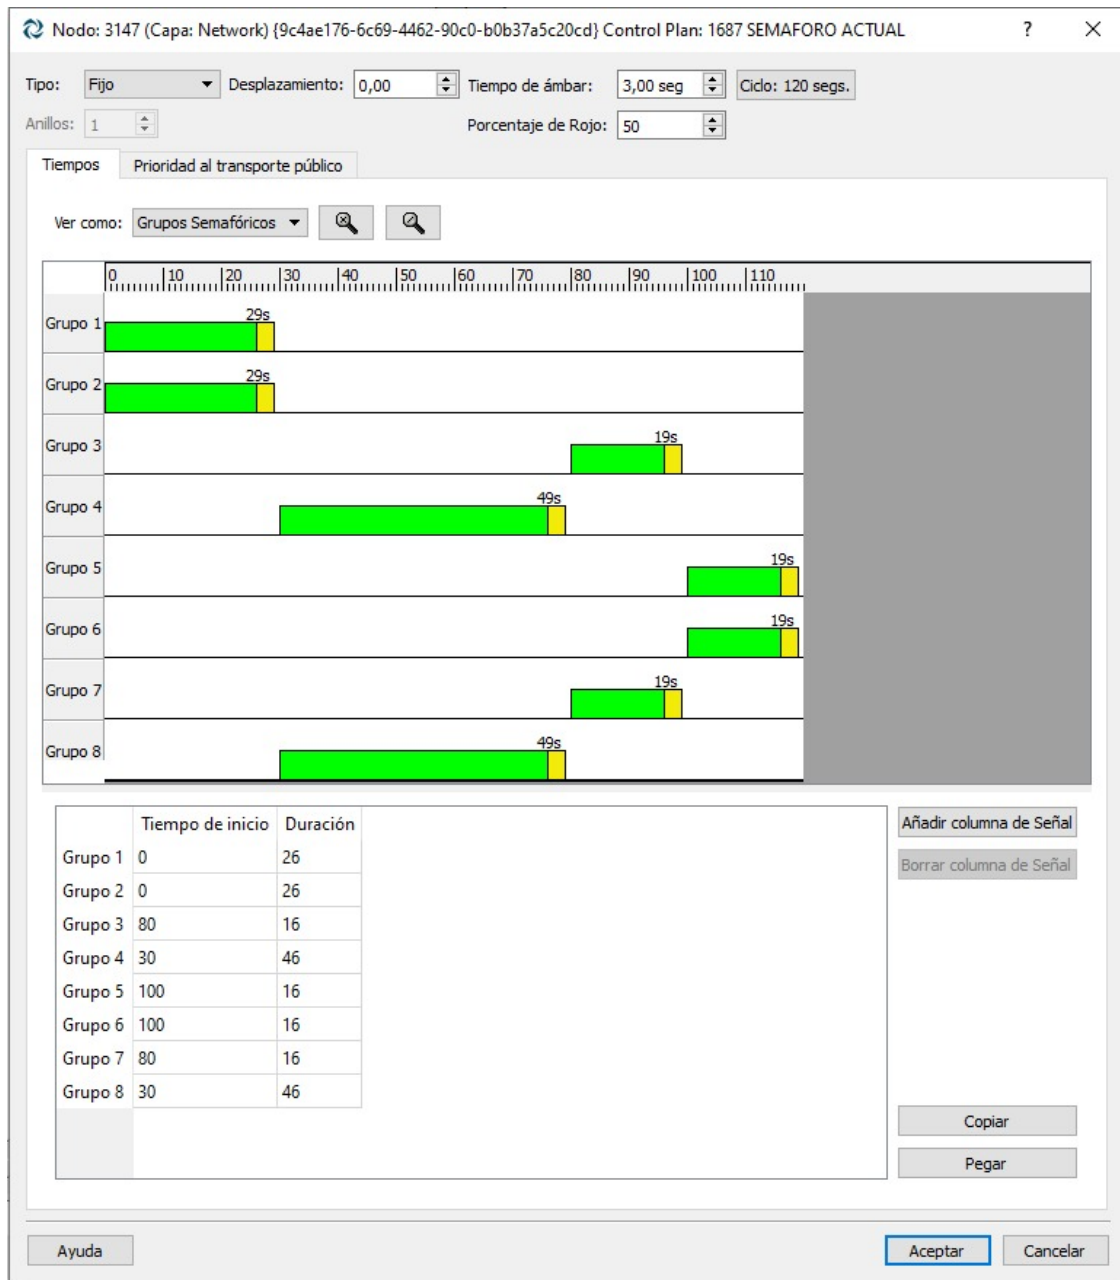 Nodo: 3147 (Capa: Network) {9c4ae176-6c69-4462-90c0-b0b37a5c20cd} Control Plan: 1687 SEMAFORO ACTUAL ?
Tipo: Fijo Desplazamiento: 0,00 Tiempo de ámbar: 3,00 seg Ciclo: 120 segs.
Anillos: 1 Porcentaje de Rojo: 50
Tiempos Prioridad al transporte público
Ver como: Grupos Semafóricos
0 10 20 30 40 50 60 70 80 90 100 110
Grupo 1 29s
Grupo 2 29s
Grupo 3 19s
Grupo 4 49s
Grupo 5 19s
Grupo 6 19s
Grupo 7 19s
Grupo 8 49s
Tiempo de inicio Duración
Grupo 1 0 26
Grupo 2 0 26
Grupo 3 80 16
Grupo 4 30 46
Grupo 5 100 16
Grupo 6 100 16
Grupo 7 80 16
Grupo 8 30 46
Añadir columna de Señal
Borrar columna de Señal
Copiar
Pegar
Ayuda Aceptar Cancelar